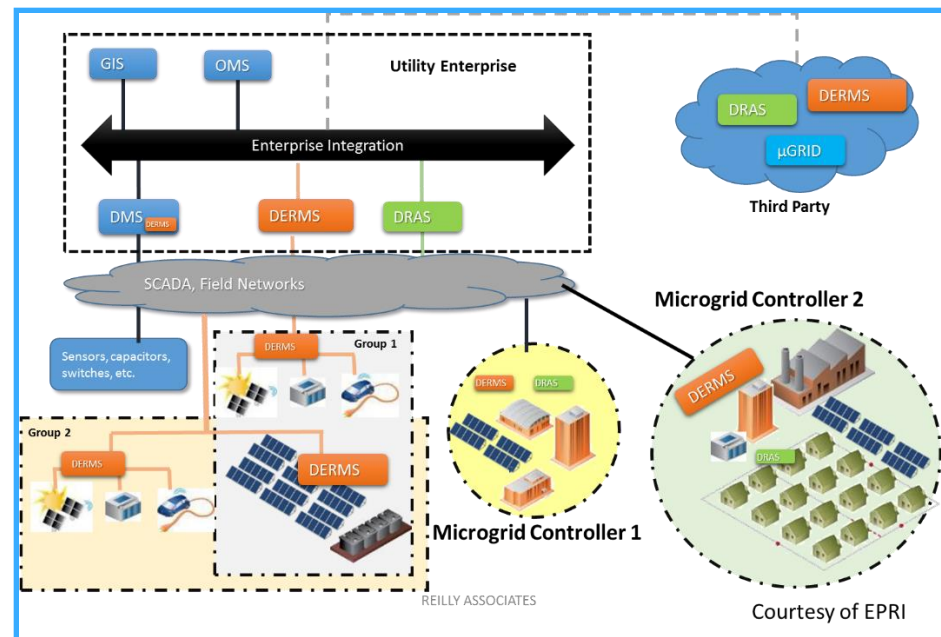 GIS
OMS
Utility Enterprise
Enterprise Integration
DMS
DERMS
DERMS
DRAS
DRAS
DERMS
µGRID
Third Party
SCADA, Field Networks
Sensors, capacitors,
switches, etc.
Group 1
DERMS
Group 2
DERMS
DERMS
DERMS
DRAS
Microgrid Controller 1
Microgrid Controller 2
DERMS
DRAS
REILLY ASSOCIATES
Courtesy of EPRI